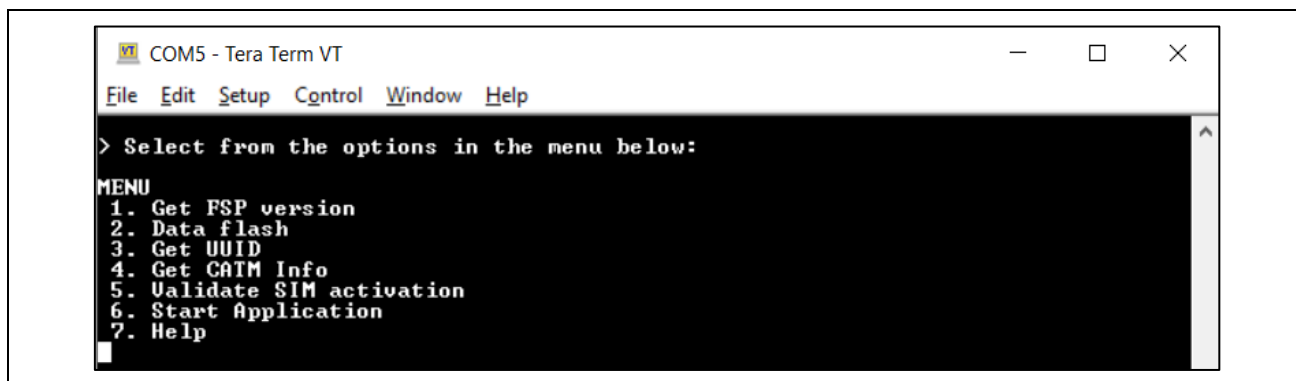 COM5 - Tera Term VT
File Edit Setup Control Window Help
> Select from the options in the menu below:
MENU
1. Get FSP version
2. Data flash
3. Get UUID
4. Get CATM Info
5. Validate SIM activation
6. Start Application
7. Help